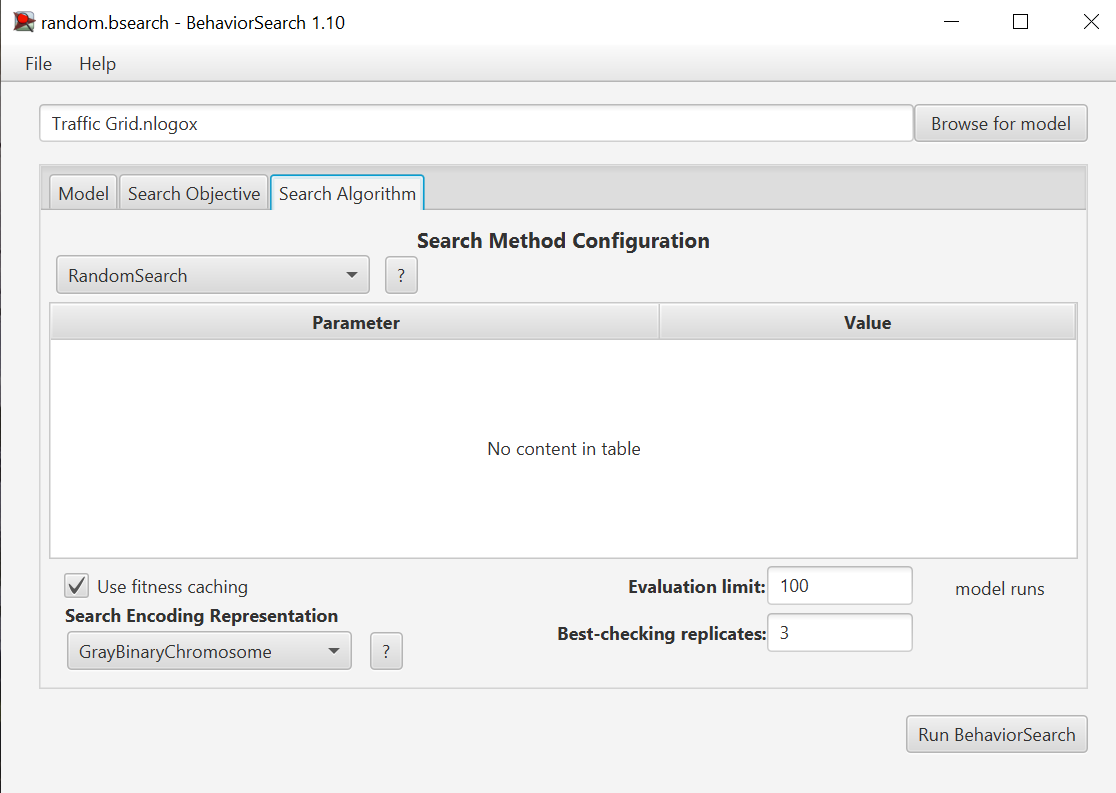 random.bsearch - BehaviorSearch 1.10
File Help
Traffic Grid.nlogox Browse for model
Model Search Objective Search Algorithm
Search Method Configuration
RandomSearch ?
Parameter Value
No content in table
Use fitness caching Evaluation limit: 100 model runs
Search Encoding Representation
Best-checking replicates: 3
GrayBinaryChromosome ?
Run BehaviorSearch